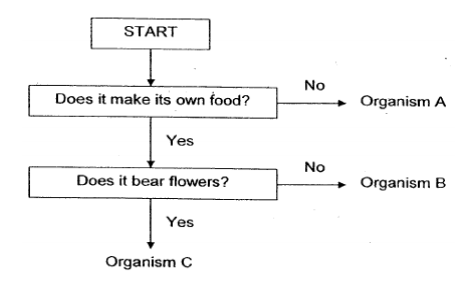 START
No
Does it make its own food?
Organism A
Yes
No
Does it bear flowers?
Organism B
Yes
Organism C